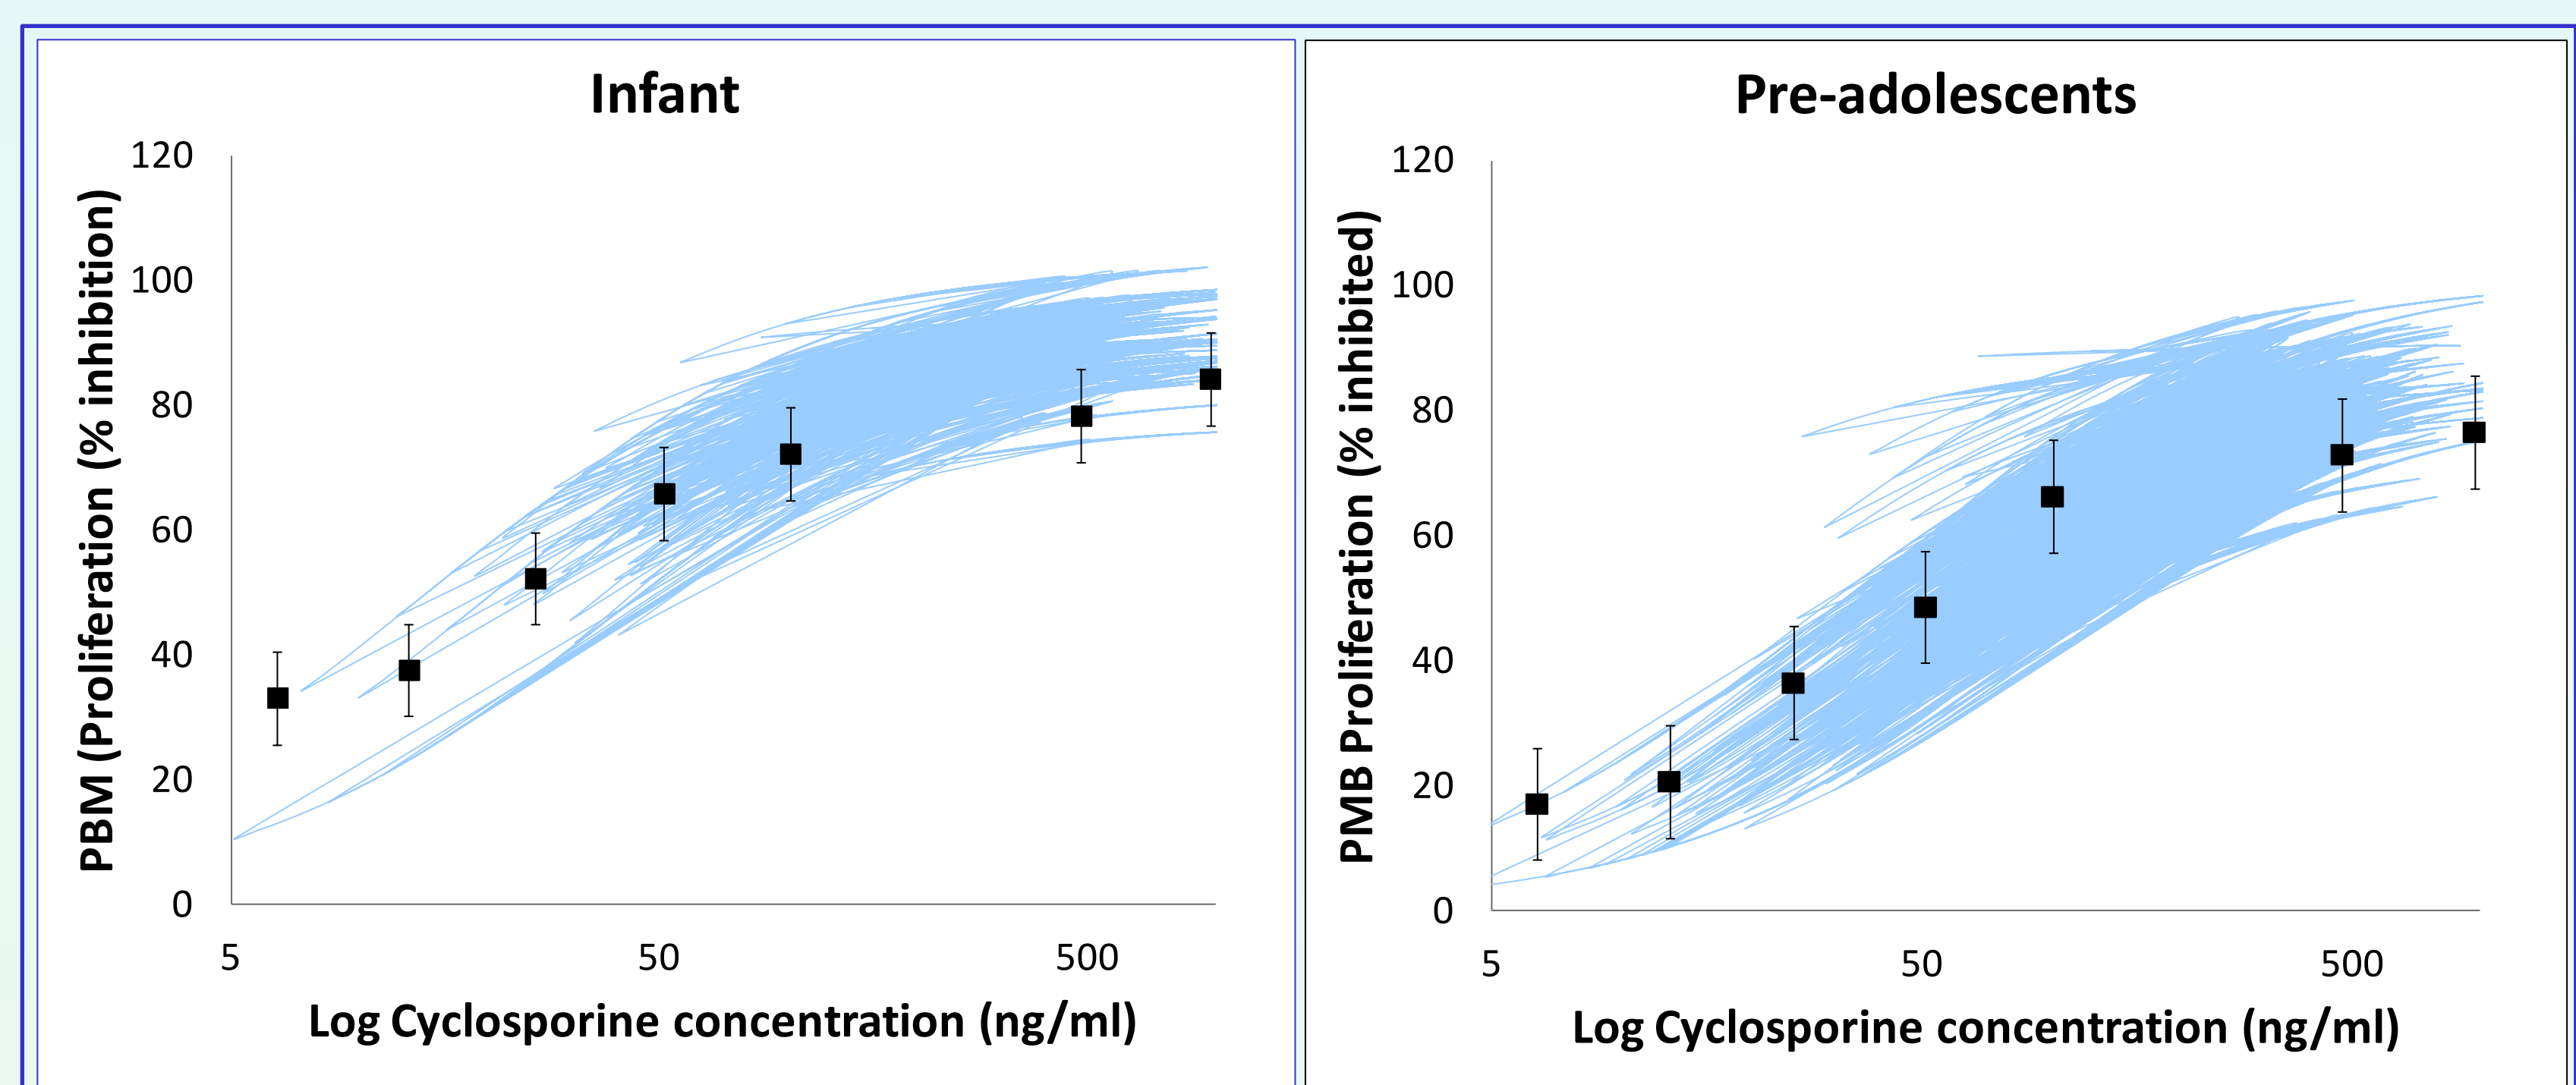 Infant
120
100
80
60
40
20
0
5 50 500
PBM (Proliferation (% inhibition)
Log Cyclosporine concentration (ng/ml)
Pre-adolescents
120
100
80
60
40
20
0
5 50 500
PMB Proliferation (% inhibited)
Log Cyclosporine concentration (ng/ml)